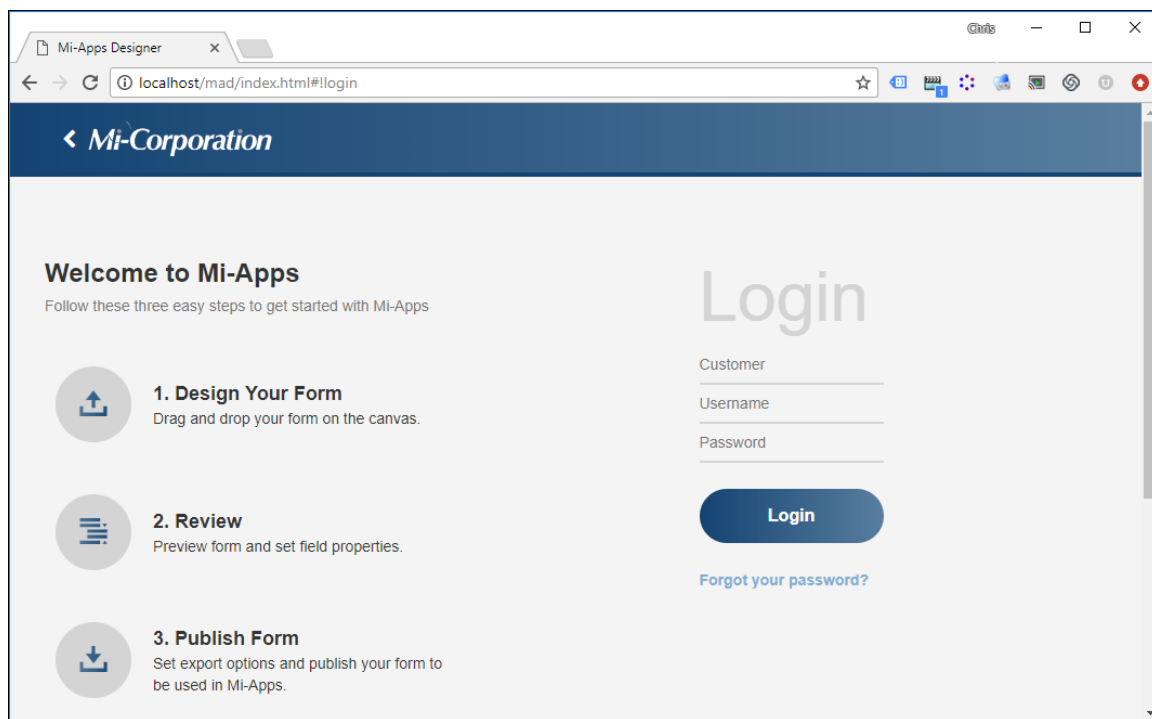 Chris
Mi-Apps Designer
localhost/mad/index.html#!login
1
Mi-Corporation
Welcome to Mi-Apps
Follow these three easy steps to get started with Mi-Apps
1. Design Your Form
Drag and drop your form on the canvas.
2. Review
Preview form and set field properties.
3. Publish Form
Set export options and publish your form to
be used in Mi-Apps.
Login
Customer
Username
Password
Login
Forgot your password?